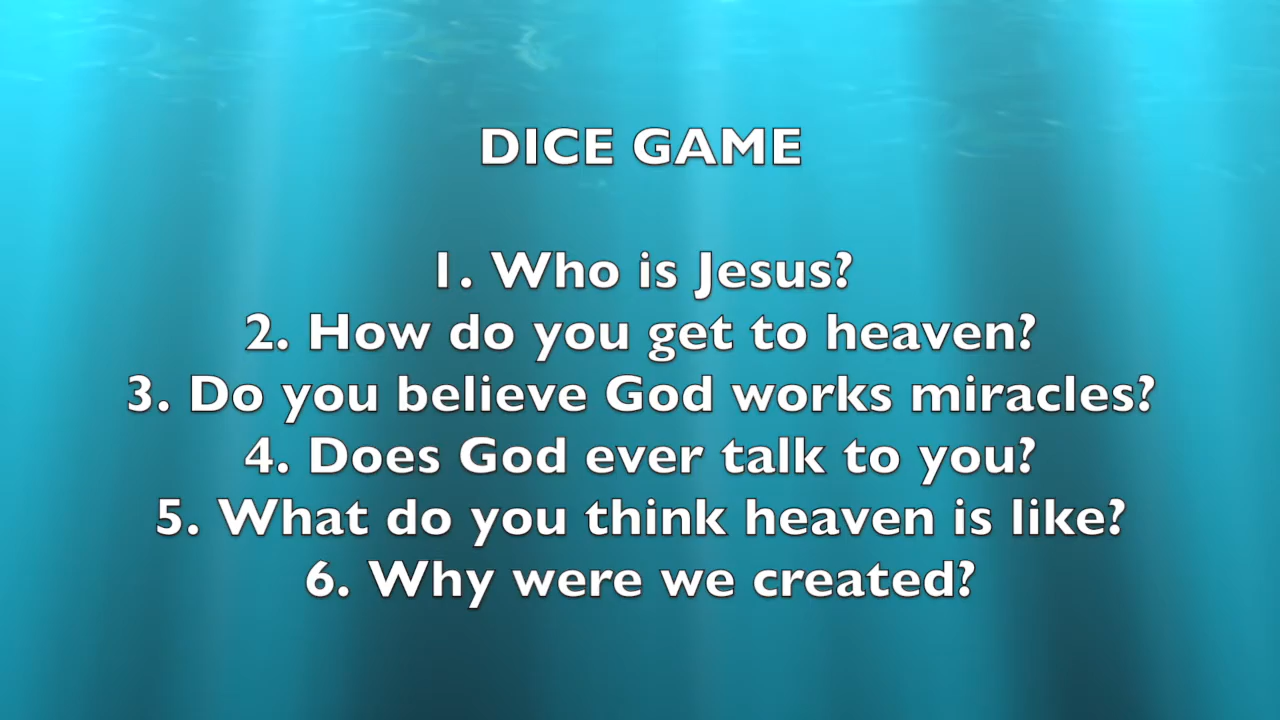 DICE GAME
1. Who is Jesus?
2. How do you get to heaven?
3. Do you believe God works miracles?
4. Does God ever talk to you?
5. What do you think heaven is like?
6. Why were we created?